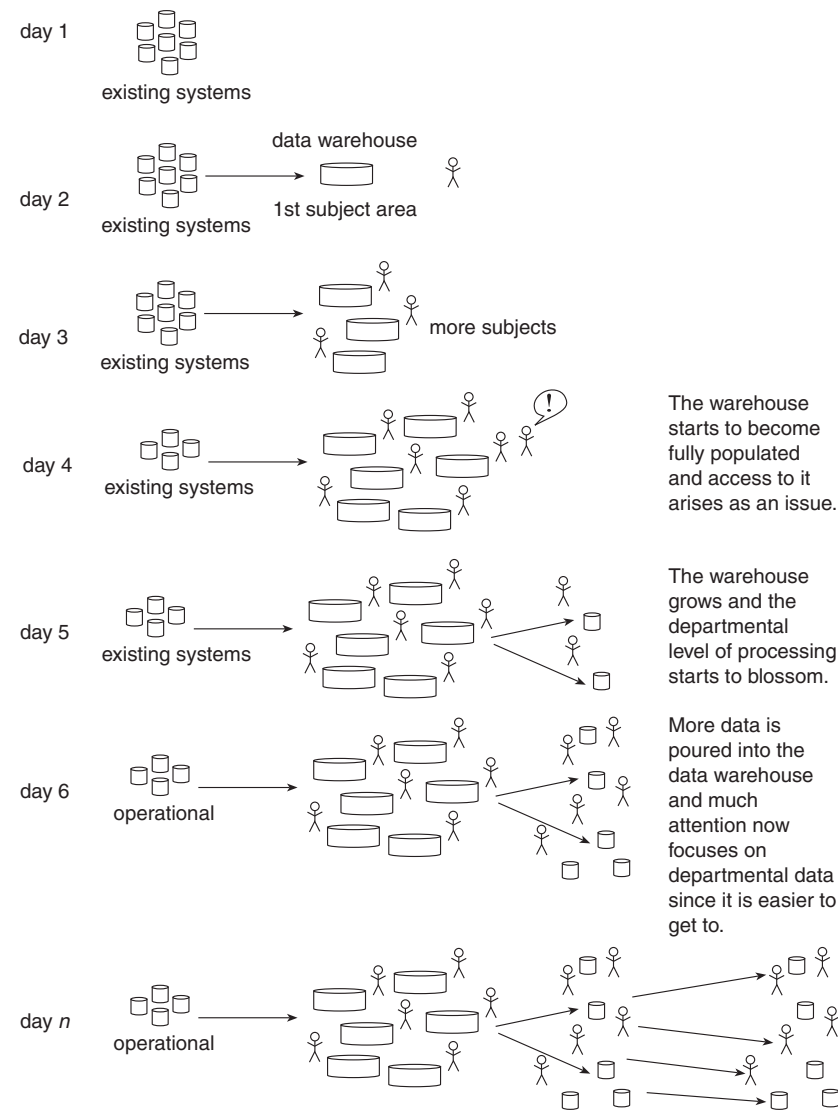 day 1
existing systems
data warehouse
day 2
existing systems
1st subject area
day 3
existing systems
more subjects
!
day 4
existing systems
The warehouse
starts to become
fully populated
and access to it
arises as an issue.
day 5
existing systems
The warehouse
grows and the
departmental
level of processing
starts to blossom.
day 6
operational
More data is
poured into the
data warehouse
and much
attention now
focuses on
departmental data
since it is easier to
get to.
day n
operational